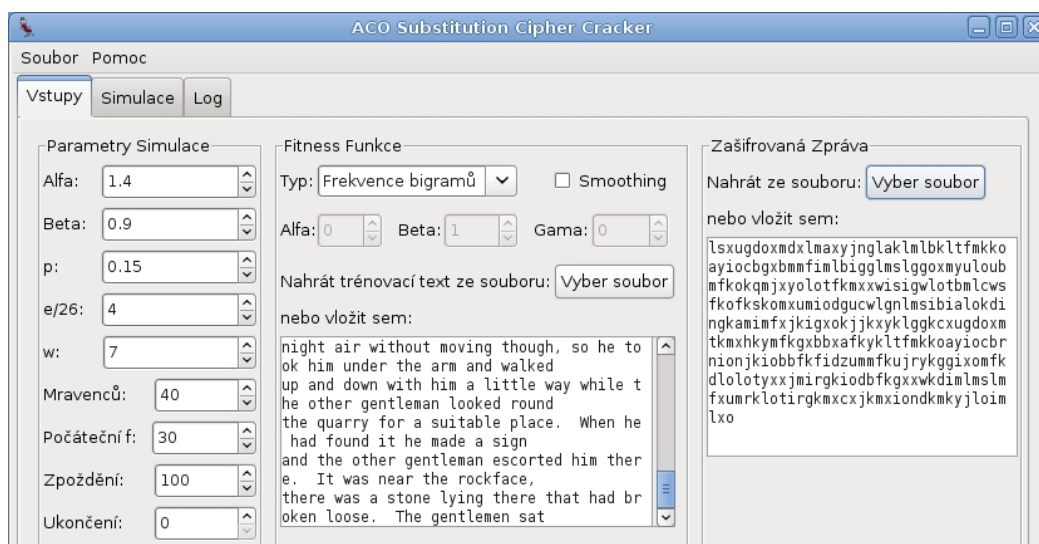 ACO Substitution Cipher Cracker
Soubor Pomoc
Vstupy Simulace Log
Parametry Simulace
Alfa: 1.4
Beta: 0.9
p: 0.15
e/26: 4
w: 7
Mravenců: 40
Počáteční f: 30
Zpoždění: 100
Ukončení: 0
Fitness Funkce
Typ: Frekvence bigramů Smoothing
Alfa: 0 Beta: 1 Gama: 0
Nahrát trénovací text ze souboru: Vyber soubor
nebo vložit sem:
night air without moving though, so he to
ok him under the arm and walked
up and down with him a little way while t
he other gentleman looked round
the quarry for a suitable place. When he
had found it he made a sign
and the other gentleman escorted him ther
e. It was near the rockface,
there was a stone lying there that had br
oken loose. The gentlemen sat
Zašifrovaná Zpráva
Nahrát ze souboru: Vyber soubor
nebo vložit sem:
lsxugdoxmdxlmaxyjnglaklmlbkltfmkko
ayiocbgxbmmfimlbigglmslggoxmyuloub
mfkokqmjxyolotfkmxxwisigwlotbmlcws
fkofkskomxumiodgucwlgnlmsibialokdi
ngkamimfxjkigxokjjkxyklggkcxugdoxm
tkmxhkymfkgxbbxafkykltfmkkoayiocbr
nionjkiobbfkfidzummfkujrykggixomfk
dlolotyxxjmirgkiodbfkgxxwkdimlmslm
fxumrklotirgkmxcxjkmxiondkmkyjloim
lxo